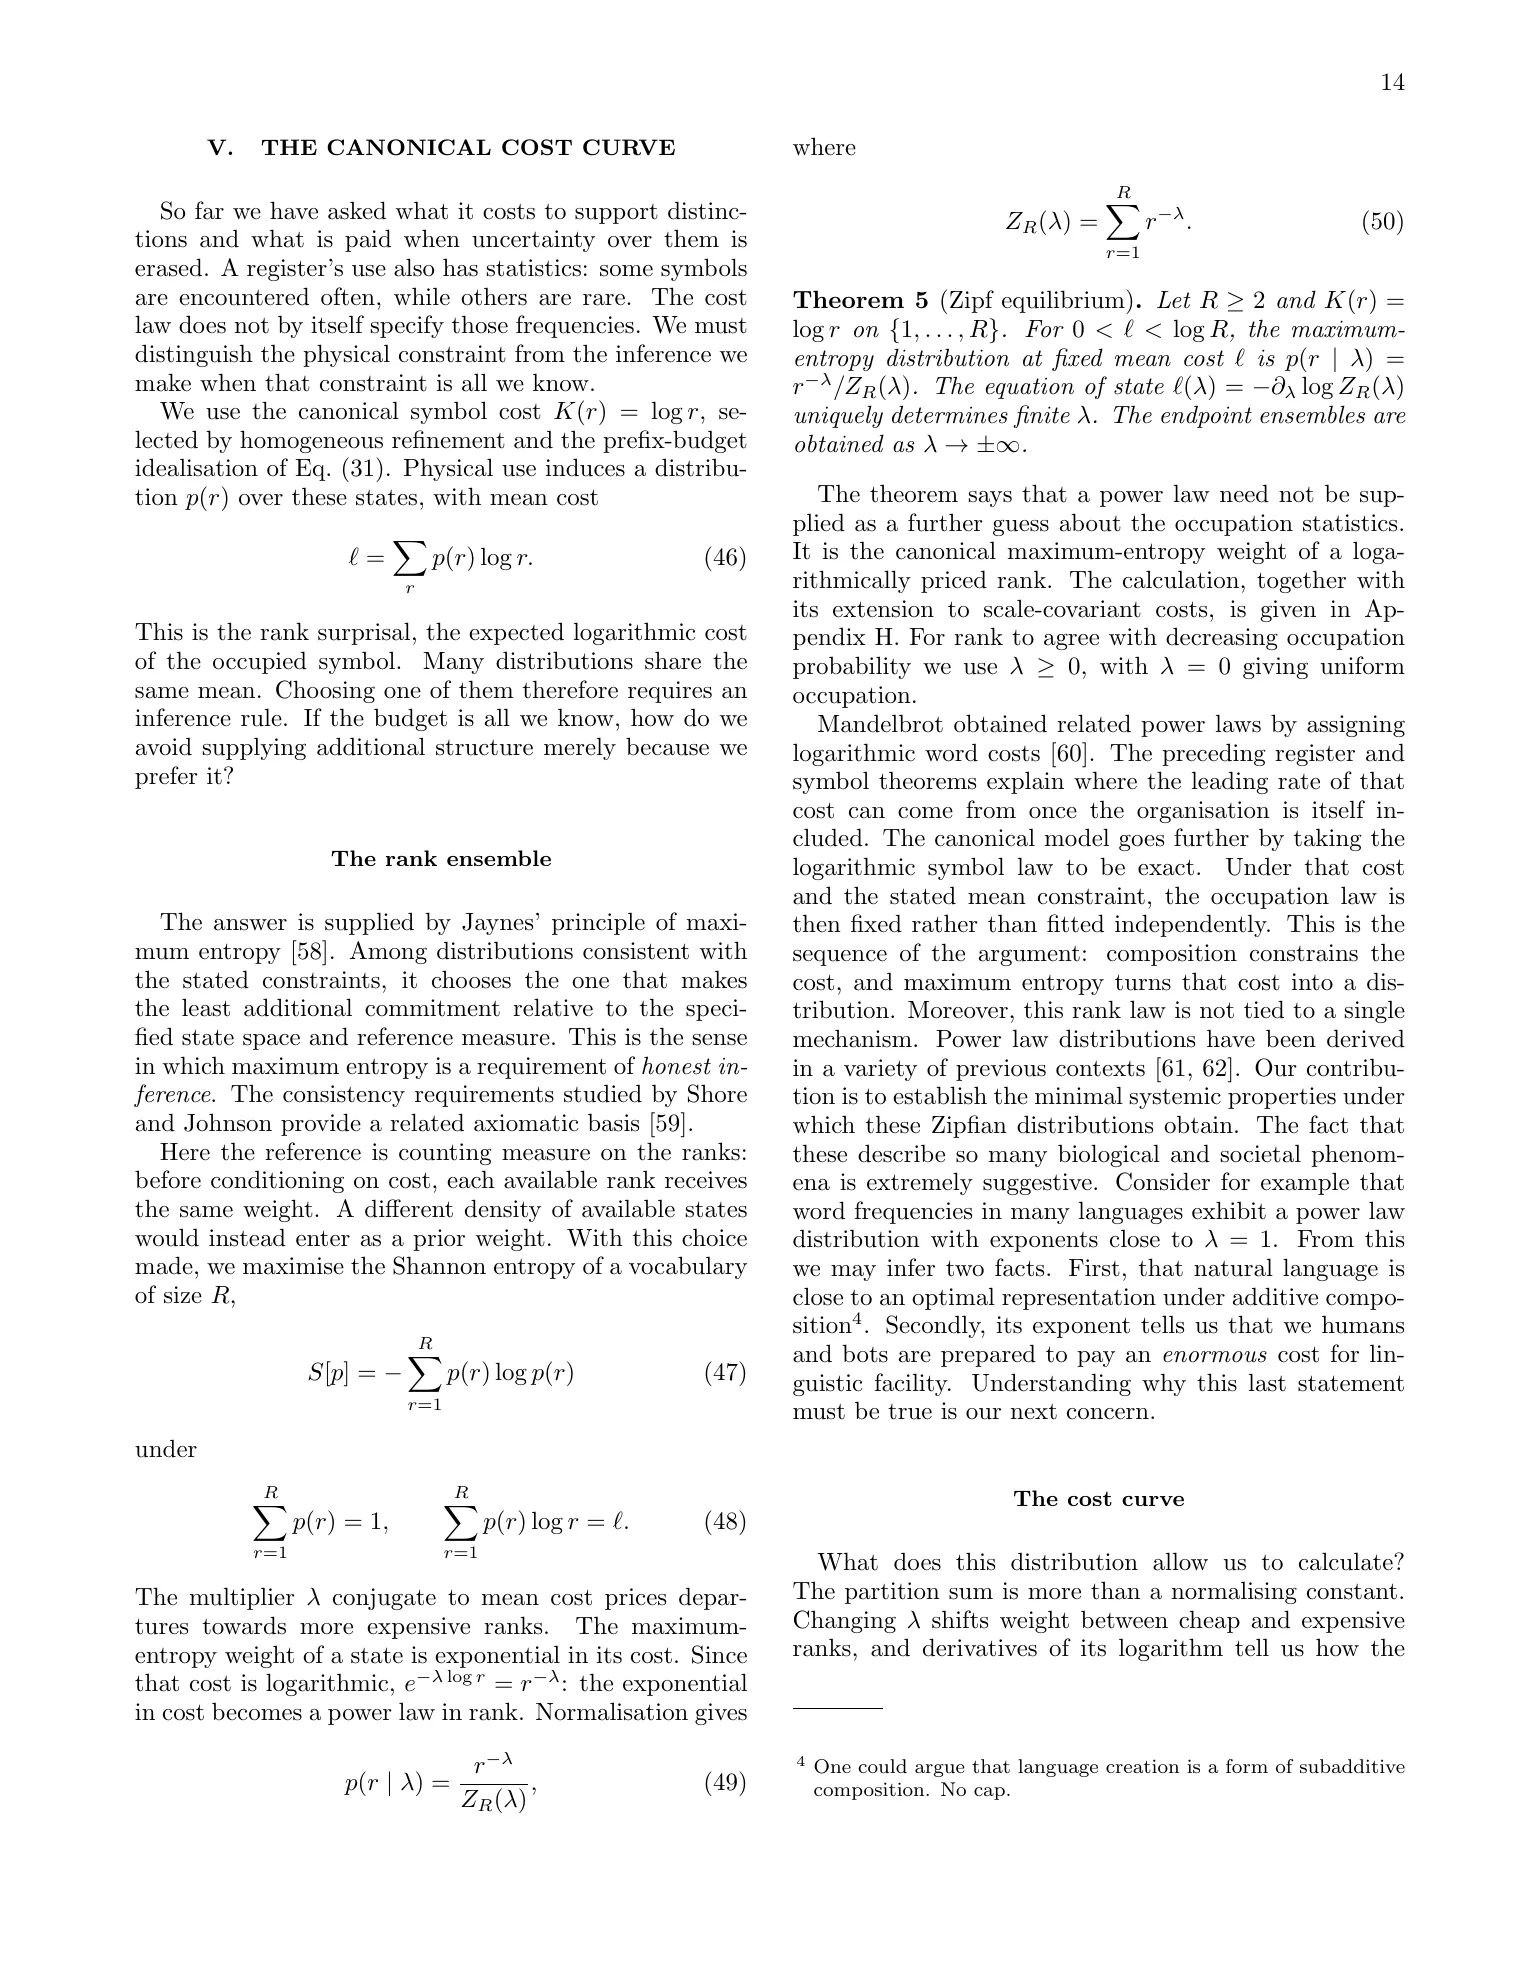 14
V. THE CANONICAL COST CURVE
So far we have asked what it costs to support distinc-
tions and what is paid when uncertainty over them is
erased. A register's use also has statistics: some symbols
are encountered often, while others are rare. The cost
law does not by itself specify those frequencies. We must
distinguish the physical constraint from the inference we
make when that constraint is all we know.
We use the canonical symbol cost K(r) = log r, se-
lected by homogeneous refinement and the prefix-budget
idealisation of Eq. (31). Physical use induces a distribu-
tion p(r) over these states, with mean cost
ℓ = ∑_r p(r) log r. (46)
This is the rank surprisal, the expected logarithmic cost
of the occupied symbol. Many distributions share the
same mean. Choosing one of them therefore requires an
inference rule. If the budget is all we know, how do we
avoid supplying additional structure merely because we
prefer it?
The rank ensemble
The answer is supplied by Jaynes' principle of maxi-
mum entropy [58]. Among distributions consistent with
the stated constraints, it chooses the one that makes
the least additional commitment relative to the speci-
fied state space and reference measure. This is the sense
in which maximum entropy is a requirement of honest in-
ference. The consistency requirements studied by Shore
and Johnson provide a related axiomatic basis [59].
Here the reference is counting measure on the ranks:
before conditioning on cost, each available rank receives
the same weight. A different density of available states
would instead enter as a prior weight. With this choice
made, we maximise the Shannon entropy of a vocabulary
of size R,
S[p] = − ∑_{r=1}^{R} p(r) log p(r) (47)
under
∑_{r=1}^{R} p(r) = 1, ∑_{r=1}^{R} p(r) log r = ℓ. (48)
The multiplier λ conjugate to mean cost prices depar-
tures towards more expensive ranks. The maximum-
entropy weight of a state is exponential in its cost. Since
that cost is logarithmic, e^{−λ log r} = r^{−λ}: the exponential
in cost becomes a power law in rank. Normalisation gives
p(r | λ) = r^{−λ} / Z_R(λ), (49)
where
Z_R(λ) = ∑_{r=1}^{R} r^{−λ}. (50)
Theorem 5 (Zipf equilibrium). Let R ≥ 2 and K(r) =
log r on {1, . . . , R}. For 0 < ℓ < log R, the maximum-
entropy distribution at fixed mean cost ℓ is p(r | λ) =
r^{−λ}/Z_R(λ). The equation of state ℓ(λ) = −∂_λ log Z_R(λ)
uniquely determines finite λ. The endpoint ensembles are
obtained as λ → ±∞.
The theorem says that a power law need not be sup-
plied as a further guess about the occupation statistics.
It is the canonical maximum-entropy weight of a loga-
rithmically priced rank. The calculation, together with
its extension to scale-covariant costs, is given in Ap-
pendix H. For rank to agree with decreasing occupation
probability we use λ ≥ 0, with λ = 0 giving uniform
occupation.
Mandelbrot obtained related power laws by assigning
logarithmic word costs [60]. The preceding register and
symbol theorems explain where the leading rate of that
cost can come from once the organisation is itself in-
cluded. The canonical model goes further by taking the
logarithmic symbol law to be exact. Under that cost
and the stated mean constraint, the occupation law is
then fixed rather than fitted independently. This is the
sequence of the argument: composition constrains the
cost, and maximum entropy turns that cost into a dis-
tribution. Moreover, this rank law is not tied to a single
mechanism. Power law distributions have been derived
in a variety of previous contexts [61, 62]. Our contribu-
tion is to establish the minimal systemic properties under
which these Zipfian distributions obtain. The fact that
these describe so many biological and societal phenom-
ena is extremely suggestive. Consider for example that
word frequencies in many languages exhibit a power law
distribution with exponents close to λ = 1. From this
we may infer two facts. First, that natural language is
close to an optimal representation under additive compo-
sition⁴. Secondly, its exponent tells us that we humans
and bots are prepared to pay an enormous cost for lin-
guistic facility. Understanding why this last statement
must be true is our next concern.
The cost curve
What does this distribution allow us to calculate?
The partition sum is more than a normalising constant.
Changing λ shifts weight between cheap and expensive
ranks, and derivatives of its logarithm tell us how the
⁴ One could argue that language creation is a form of subadditive
composition. No cap.